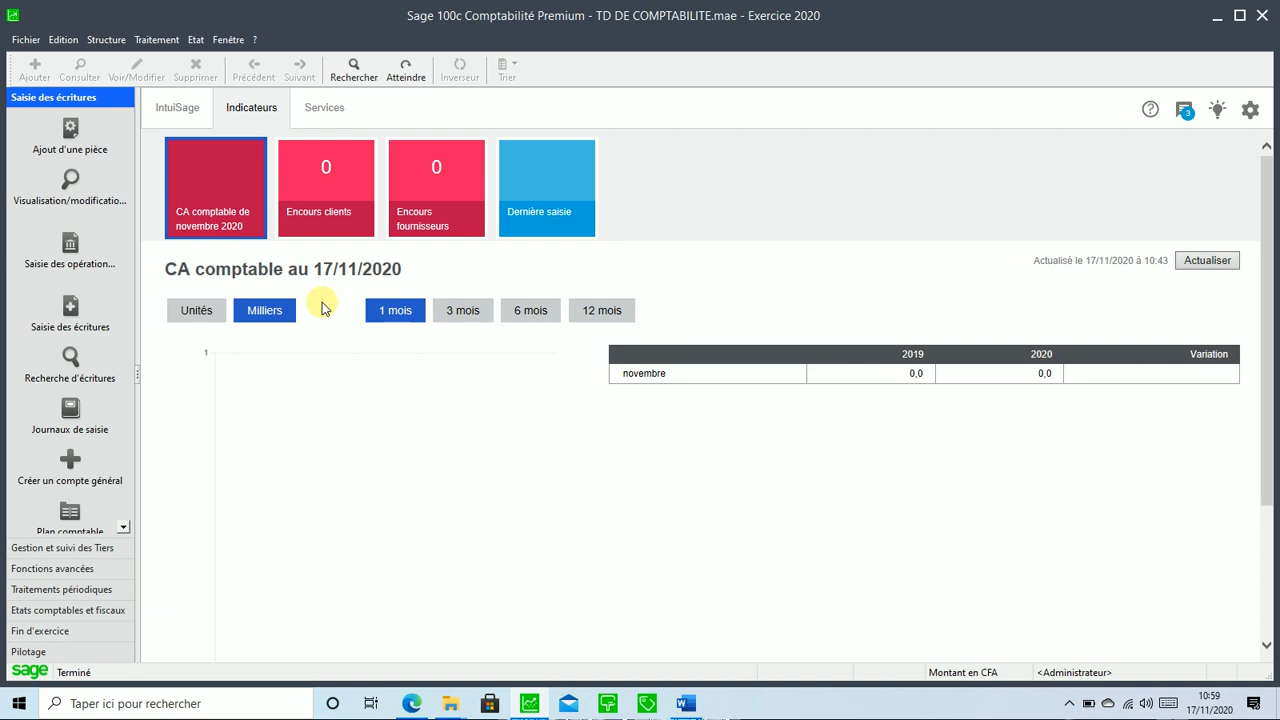 Sage 100c Comptabilité Premium - TD DE COMPTABILITE.mae - Exercice 2020
Fichier Edition Structure Traitement Etat Fenêtre ?
Ajouter Consulter Voir/Modifier Supprimer Précédent Suivant Rechercher Atteindre Inverseur Trier
Saisie des écritures
Ajout d'une pièce
Visualisation/modificatio...
Saisie des opération...
Saisie des écritures
Recherche d'écritures
Journaux de saisie
Créer un compte général
Plan comptable
Gestion et suivi des Tiers
Fonctions avancées
Traitements périodiques
Etats comptables et fiscaux
Fin d'exercice
Pilotage
IntuiSage Indicateurs Services
3
CA comptable de
novembre 2020
0
Encours clients
0
Encours
fournisseurs
Dernière saisie
CA comptable au 17/11/2020
Actualisé le 17/11/2020 à 10:43 Actualiser
Unités Milliers 1 mois 3 mois 6 mois 12 mois
1
2019 2020 Variation
novembre 0,0 0,0
sage Terminé Montant en CFA <Administrateur>
Taper ici pour rechercher
10:59
17/11/2020